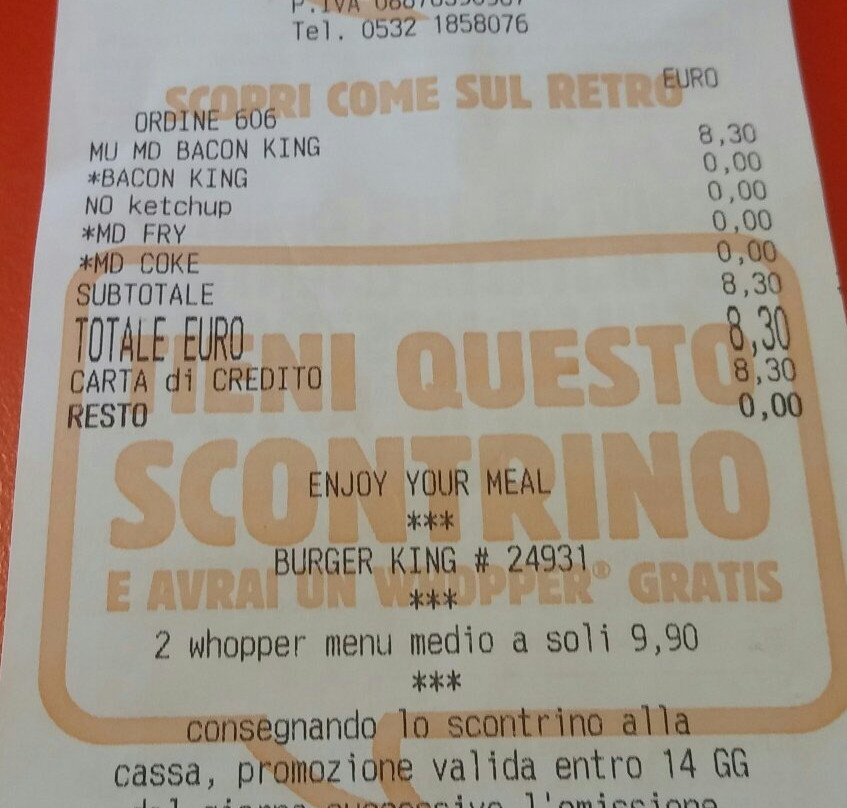 Tel. 0532 1858076
SCOPRI COME SUL RETRO
EURO
ORDINE 606
MU MD BACON KING 8,30
*BACON KING 0,00
NO ketchup 0,00
*MD FRY 0,00
*MD COKE 0,00
SUBTOTALE 8,30
TOTALE EURO 8,30
CARTA di CREDITO 8,30
RESTO 0,00
TIENI QUESTO
SCONTRINO
E AVRAI UN WHOPPER® GRATIS
ENJOY YOUR MEAL
***
BURGER KING # 24931
***
2 whopper menu medio a soli 9,90
***
consegnando lo scontrino alla
cassa, promozione valida entro 14 GG